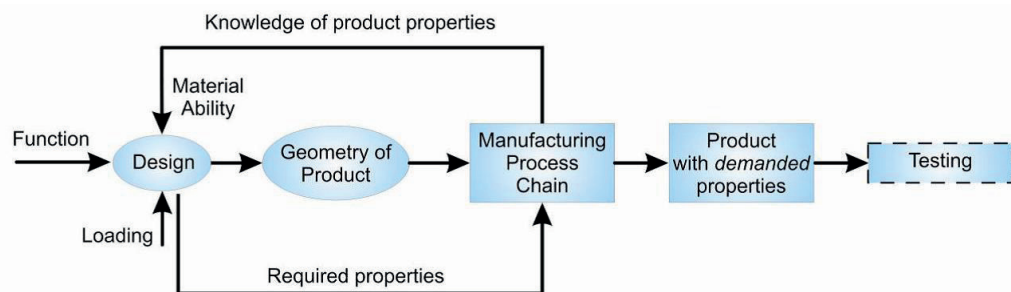 Knowledge of product properties
Material
Ability
Function
Design
Geometry of
Product
Manufacturing
Process
Chain
Product
with demanded
properties
Testing
Loading
Required properties